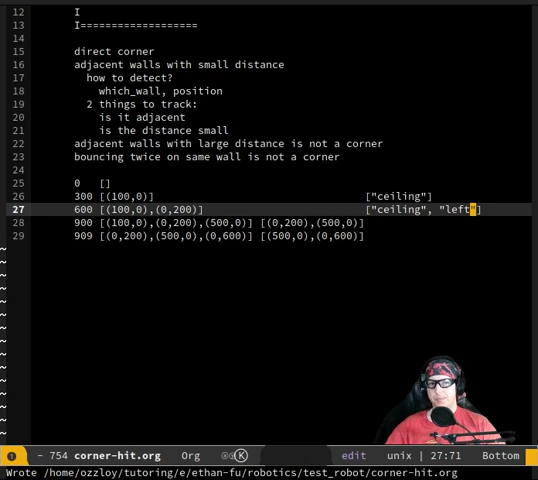 12 I
13 I===================
14
15 direct corner
16 adjacent walls with small distance
17 how to detect?
18 which_wall, position
19 2 things to track:
20 is it adjacent
21 is the distance small
22 adjacent walls with large distance is not a corner
23 bouncing twice on same wall is not a corner
24
25 0 []
26 300 [(100,0)] ["ceiling"]
27 600 [(100,0),(0,200)] ["ceiling", "left"]
28 900 [(100,0),(0,200),(500,0)] [(0,200),(500,0)]
29 909 [(0,200),(500,0),(0,600)] [(500,0),(0,600)]
- 754 corner-hit.org Org edit unix | 27:71 Bottom
Wrote /home/ozzloy/tutoring/e/ethan-fu/robotics/test_robot/corner-hit.org